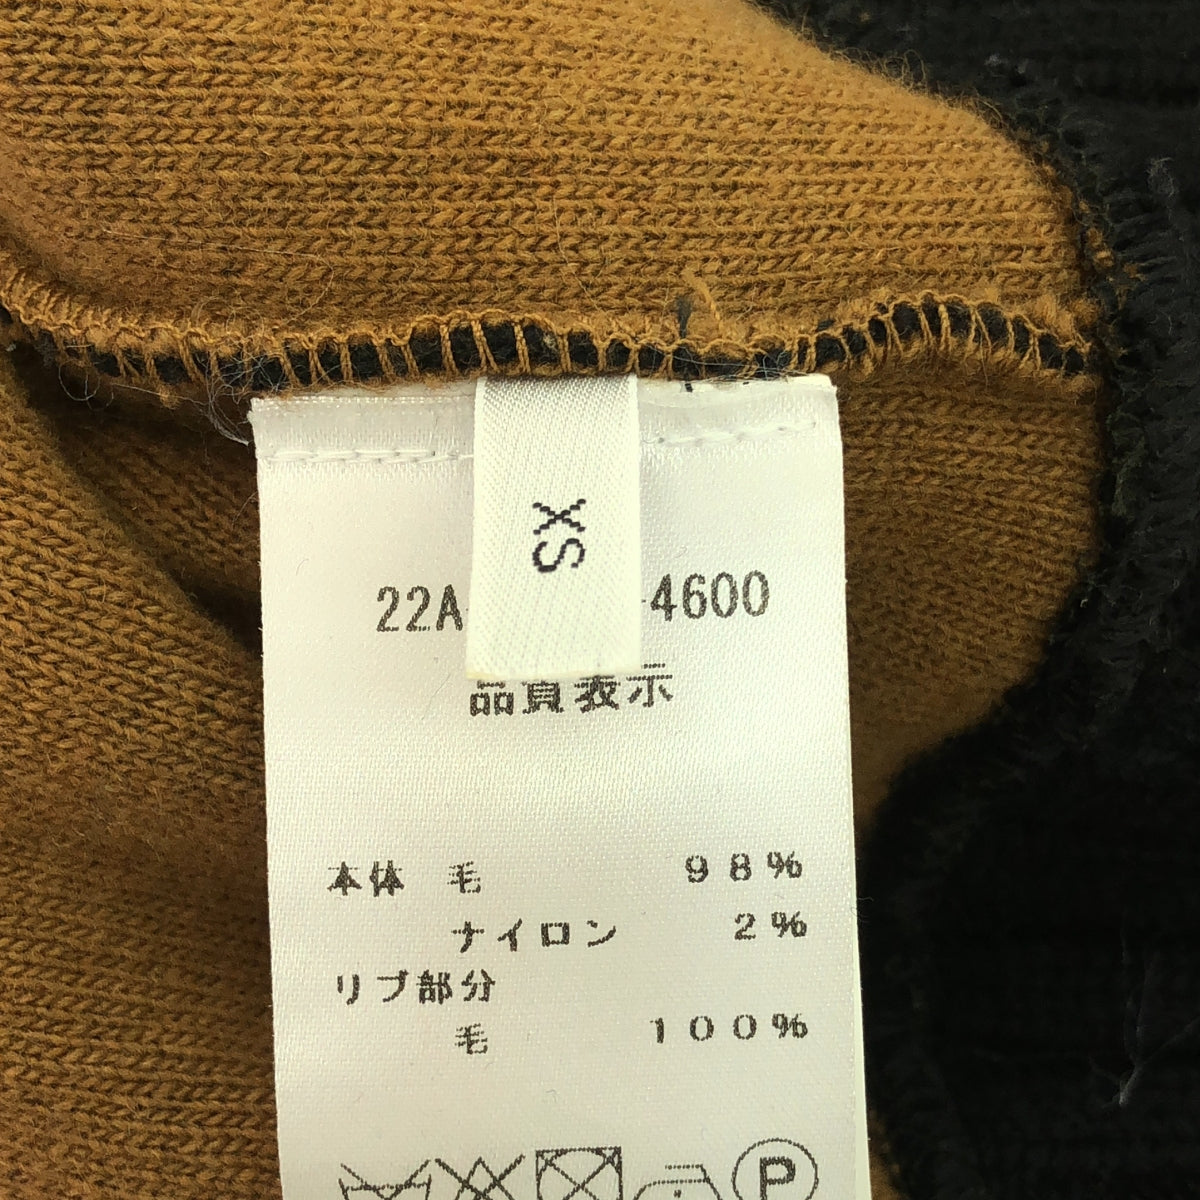 XS
22A
-4600
品質表示
本体 毛 98%
ナイロン 2%
リブ部分
毛 100%
P